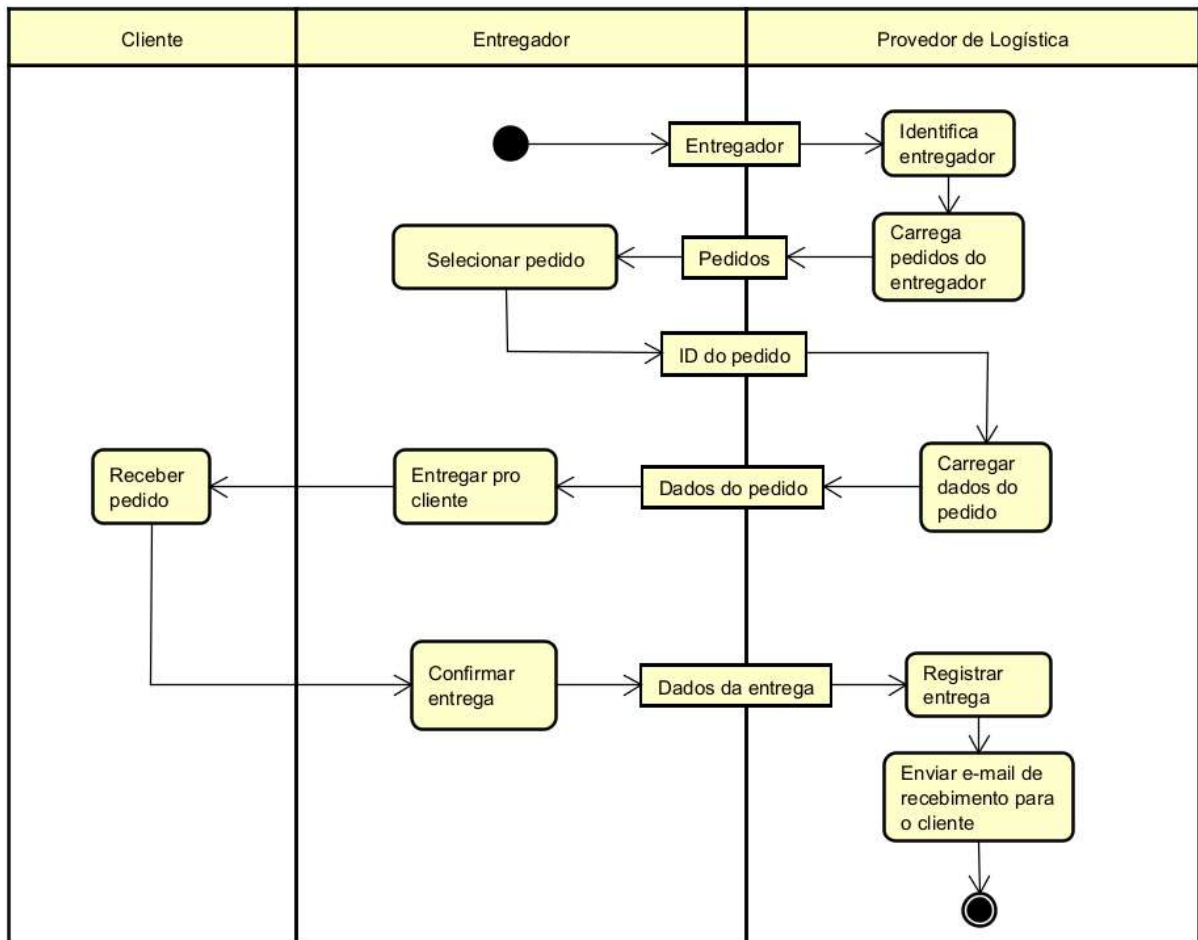 Cliente
Entregador
Provedor de Logística
Entregador
Identifica
entregador
Selecionar pedido
Pedidos
Carrega
pedidos do
entregador
ID do pedido
Receber
pedido
Entregar pro
cliente
Dados do pedido
Carregar
dados do
pedido
Confirmar
entrega
Dados da entrega
Registrar
entrega
Enviar e-mail de
recebimento para
o cliente